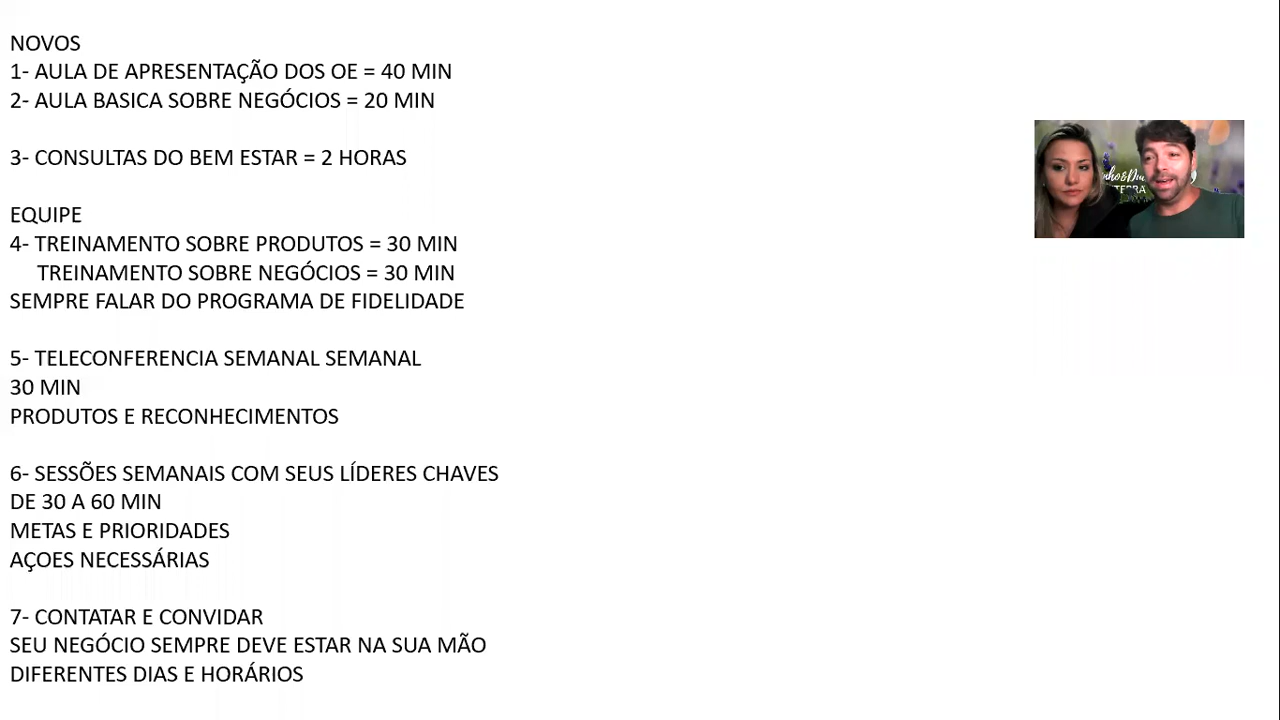 NOVOS
1- AULA DE APRESENTAÇÃO DOS OE = 40 MIN
2- AULA BASICA SOBRE NEGÓCIOS = 20 MIN
3- CONSULTAS DO BEM ESTAR = 2 HORAS
EQUIPE
4- TREINAMENTO SOBRE PRODUTOS = 30 MIN
TREINAMENTO SOBRE NEGÓCIOS = 30 MIN
SEMPRE FALAR DO PROGRAMA DE FIDELIDADE
5- TELECONFERENCIA SEMANAL SEMANAL
30 MIN
PRODUTOS E RECONHECIMENTOS
6- SESSÕES SEMANAIS COM SEUS LÍDERES CHAVES
DE 30 A 60 MIN
METAS E PRIORIDADES
AÇOES NECESSÁRIAS
7- CONTATAR E CONVIDAR
SEU NEGÓCIO SEMPRE DEVE ESTAR NA SUA MÃO
DIFERENTES DIAS E HORÁRIOS